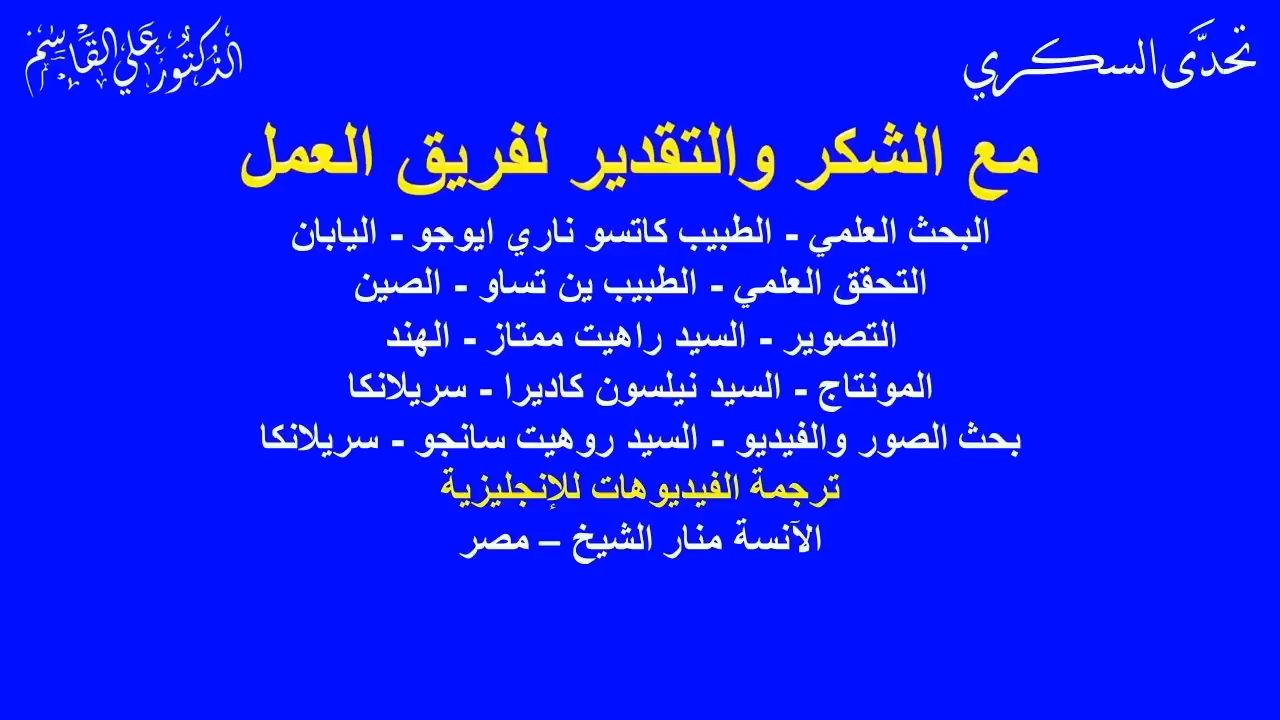 تحدَّى السكري
الدُّكتُور عَلي القَاسِم
مع الشكر والتقدير لفريق العمل
البحث العلمي - الطبيب كاتسو ناري ايوجو - اليابان
التحقق العلمي - الطبيب ين تساو - الصين
التصوير - السيد راهيت ممتاز - الهند
المونتاج - السيد نيلسون كاديرا - سريلانكا
بحث الصور والفيديو - السيد روهيت سانجو - سريلانكا
ترجمة الفيديوهات للإنجليزية
الآنسة منار الشيخ – مصر